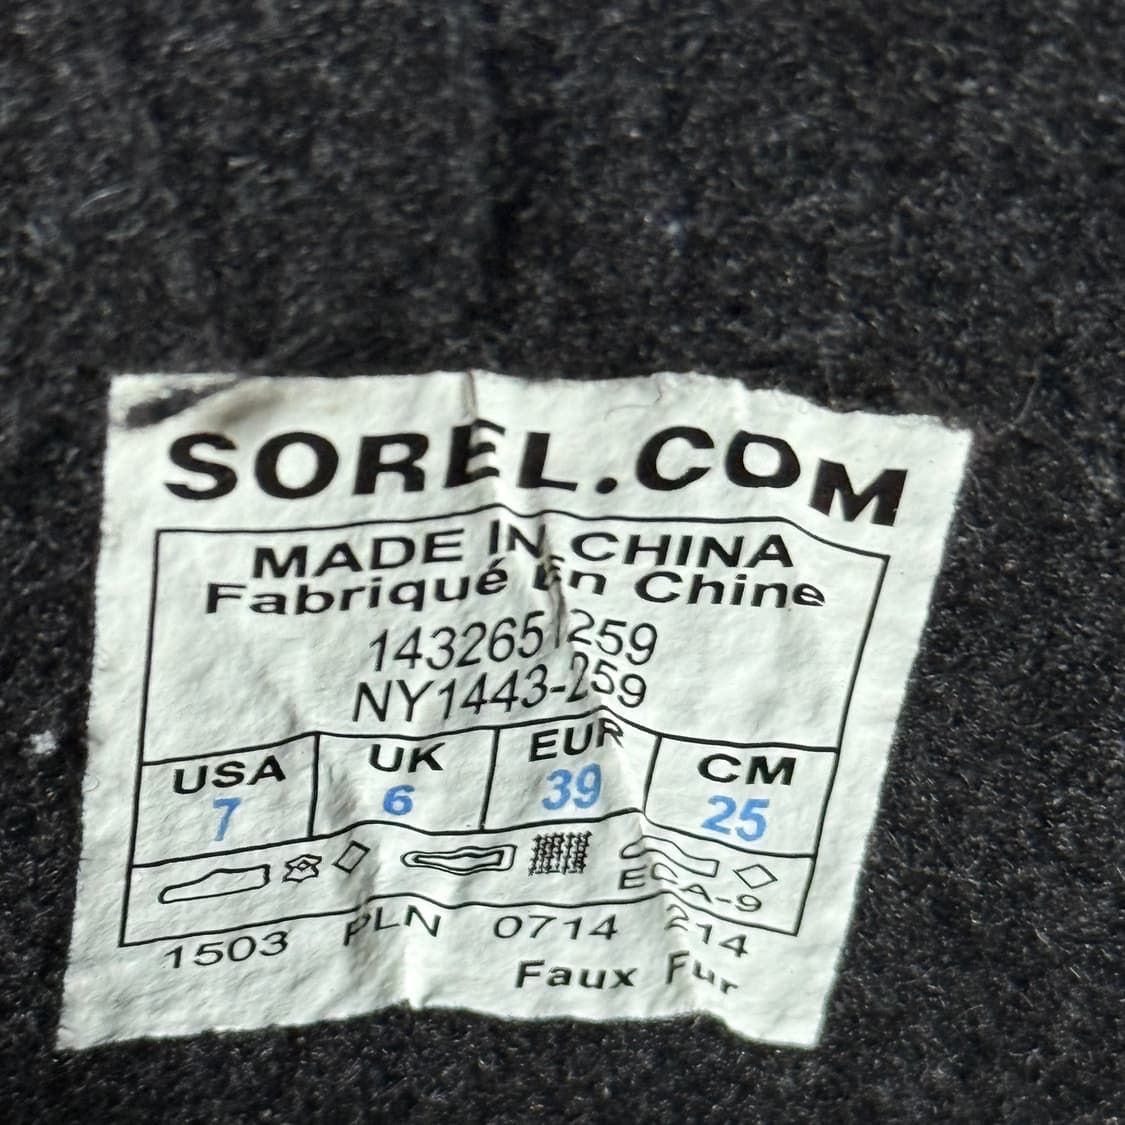 SOREL.COM
MADE IN CHINA
Fabriqué En Chine
1432651259
NY1443-259
USA UK EUR CM
7 6 39 25
ECA-9
1503 PLN 0714 214
Faux Fur